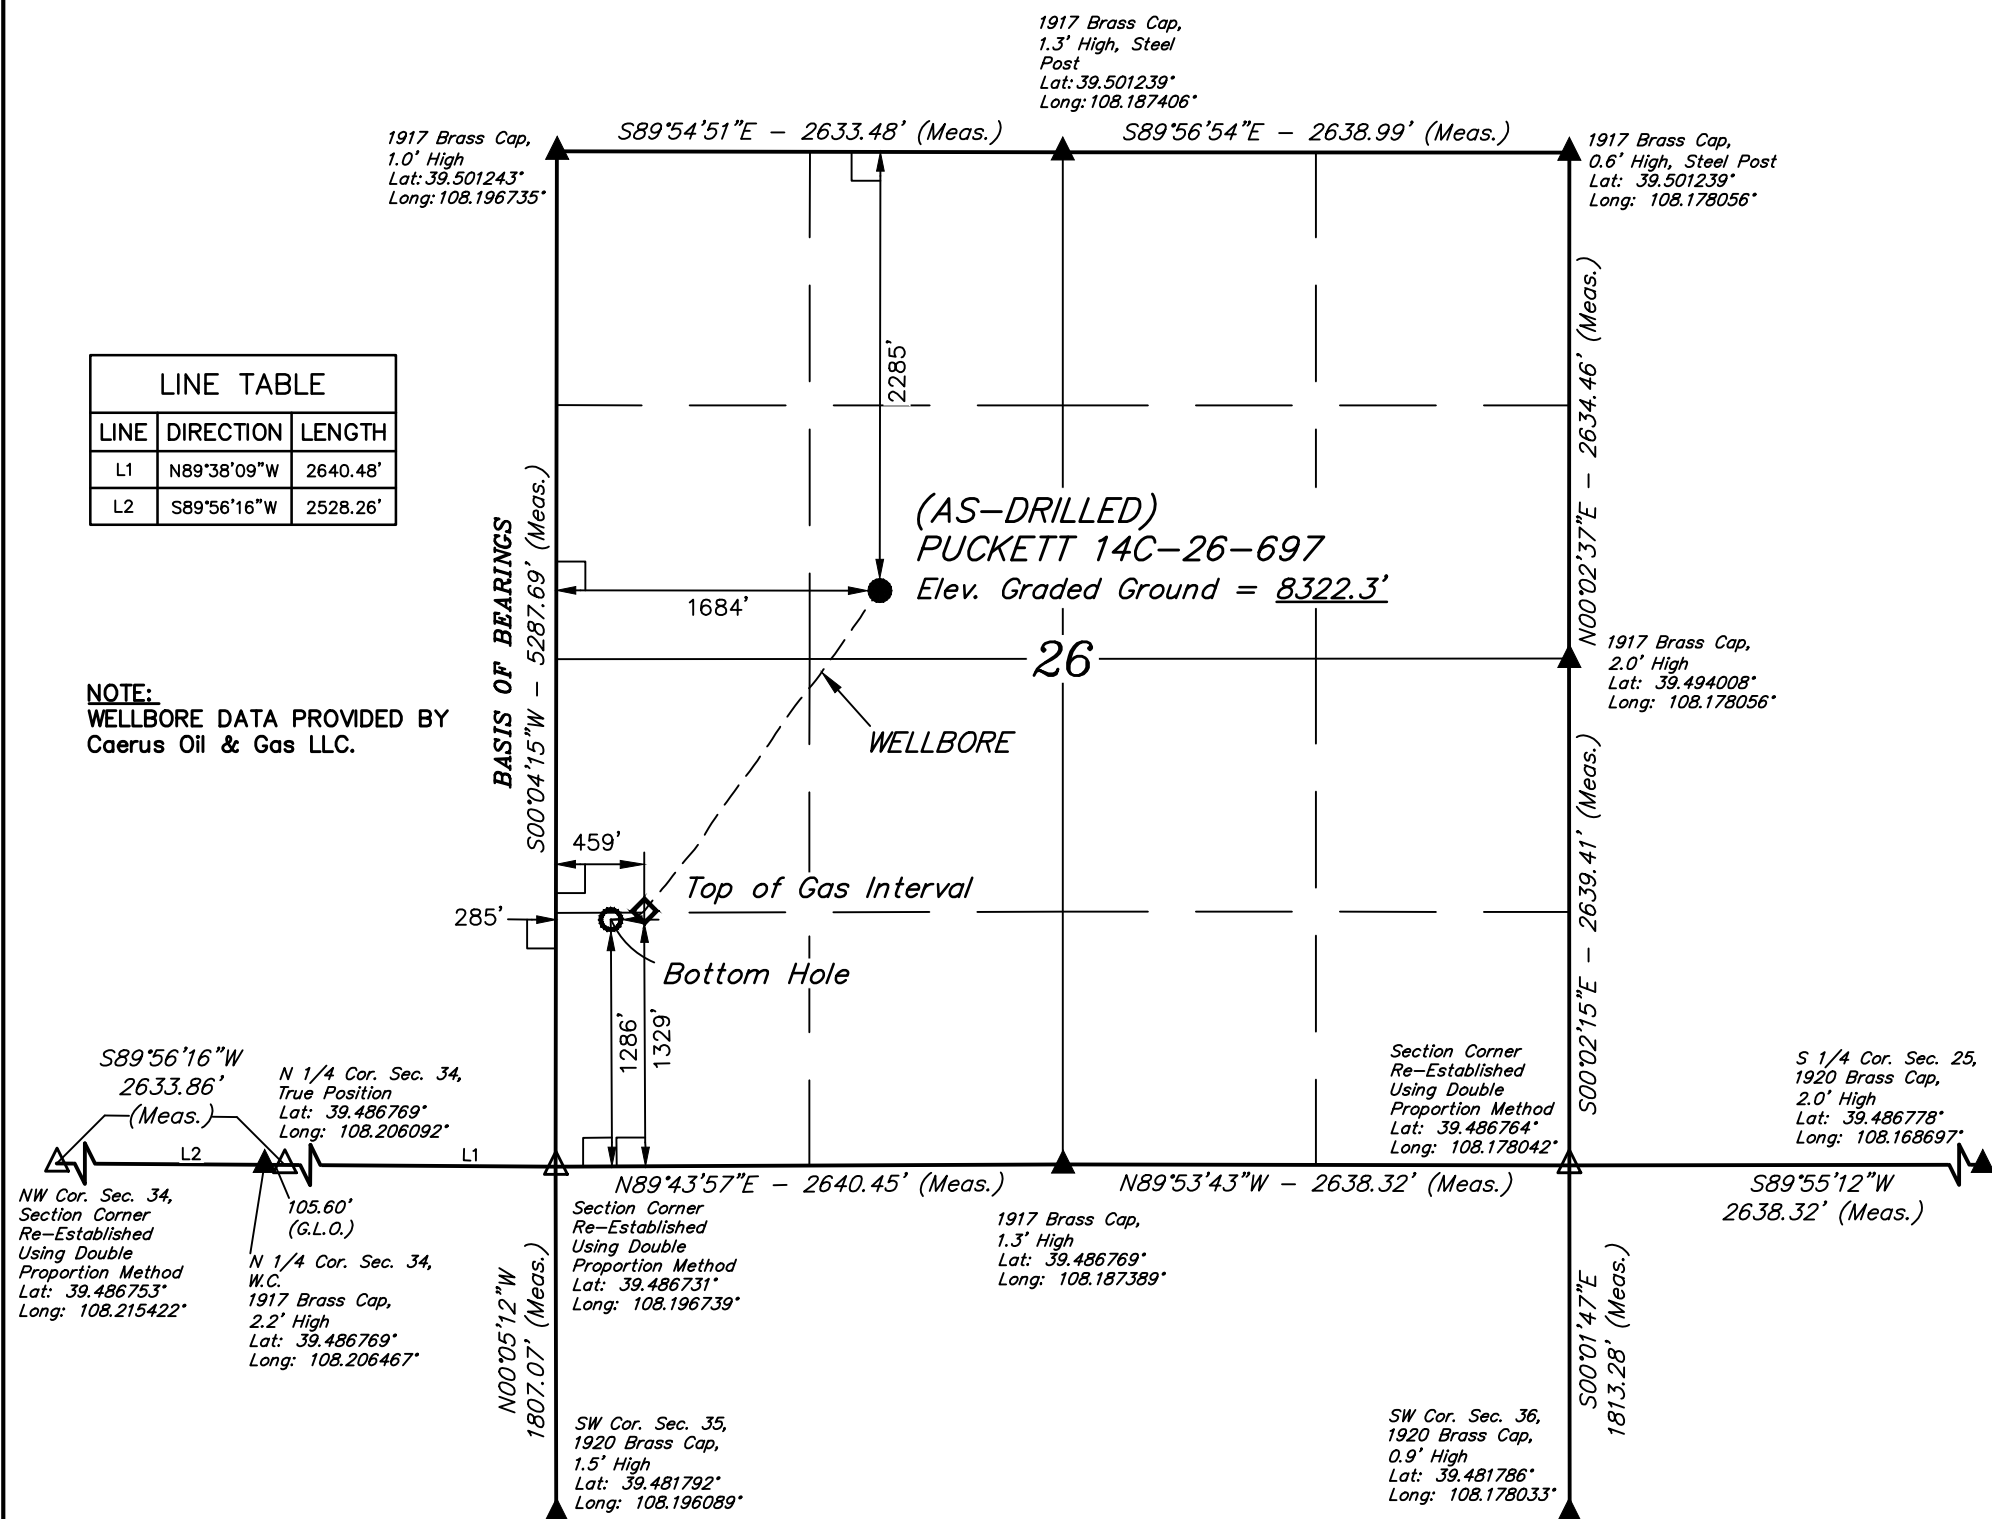 1917 Brass Cap,
1.3' High, Steel
Post
Lat: 39.501239°
Long: 108.187406°
1917 Brass Cap,
1.0' High
Lat: 39.501243°
Long: 108.196735°
S89°54'51"E - 2633.48' (Meas.)
S89°56'54"E - 2638.99' (Meas.)
1917 Brass Cap,
0.6' High, Steel Post
Lat: 39.501239°
Long: 108.178056°
LINE TABLE
LINE DIRECTION LENGTH
L1 N89°38'09"W 2640.48'
L2 S89°56'16"W 2528.26'
2285'
N00°02'37"E - 2634.46' (Meas.)
BASIS OF BEARINGS
S00°04'15"W - 5287.69' (Meas.)
(AS-DRILLED)
PUCKETT 14C-26-697
Elev. Graded Ground = 8322.3'
1684'
26
1917 Brass Cap,
2.0' High
Lat: 39.494008°
Long: 108.178056°
NOTE:
WELLBORE DATA PROVIDED BY
Caerus Oil & Gas LLC.
WELLBORE
459'
Top of Gas Interval
285'
Bottom Hole
1286'
1329'
S00°02'15"E - 2639.41' (Meas.)
S89°56'16"W
2633.86'
(Meas.)
N 1/4 Cor. Sec. 34,
True Position
Lat: 39.486769°
Long: 108.206092°
Section Corner
Re-Established
Using Double
Proportion Method
Lat: 39.486764°
Long: 108.178042°
S 1/4 Cor. Sec. 25,
1920 Brass Cap,
2.0' High
Lat: 39.486778°
Long: 108.168697°
L2
L1
N89°43'57"E - 2640.45' (Meas.)
N89°53'43"W - 2638.32' (Meas.)
S89°55'12"W
2638.32' (Meas.)
NW Cor. Sec. 34,
Section Corner
Re-Established
Using Double
Proportion Method
Lat: 39.486753°
Long: 108.215422°
105.60'
(G.L.O.)
N 1/4 Cor. Sec. 34,
W.C.
1917 Brass Cap,
2.2' High
Lat: 39.486769°
Long: 108.206467°
Section Corner
Re-Established
Using Double
Proportion Method
Lat: 39.486731°
Long: 108.196739°
1917 Brass Cap,
1.3' High
Lat: 39.486769°
Long: 108.187389°
N00°05'12"W
1807.07' (Meas.)
S00°01'47"E
1813.28' (Meas.)
SW Cor. Sec. 35,
1920 Brass Cap,
1.5' High
Lat: 39.481792°
Long: 108.196089°
SW Cor. Sec. 36,
1920 Brass Cap,
0.9' High
Lat: 39.481786°
Long: 108.178033°